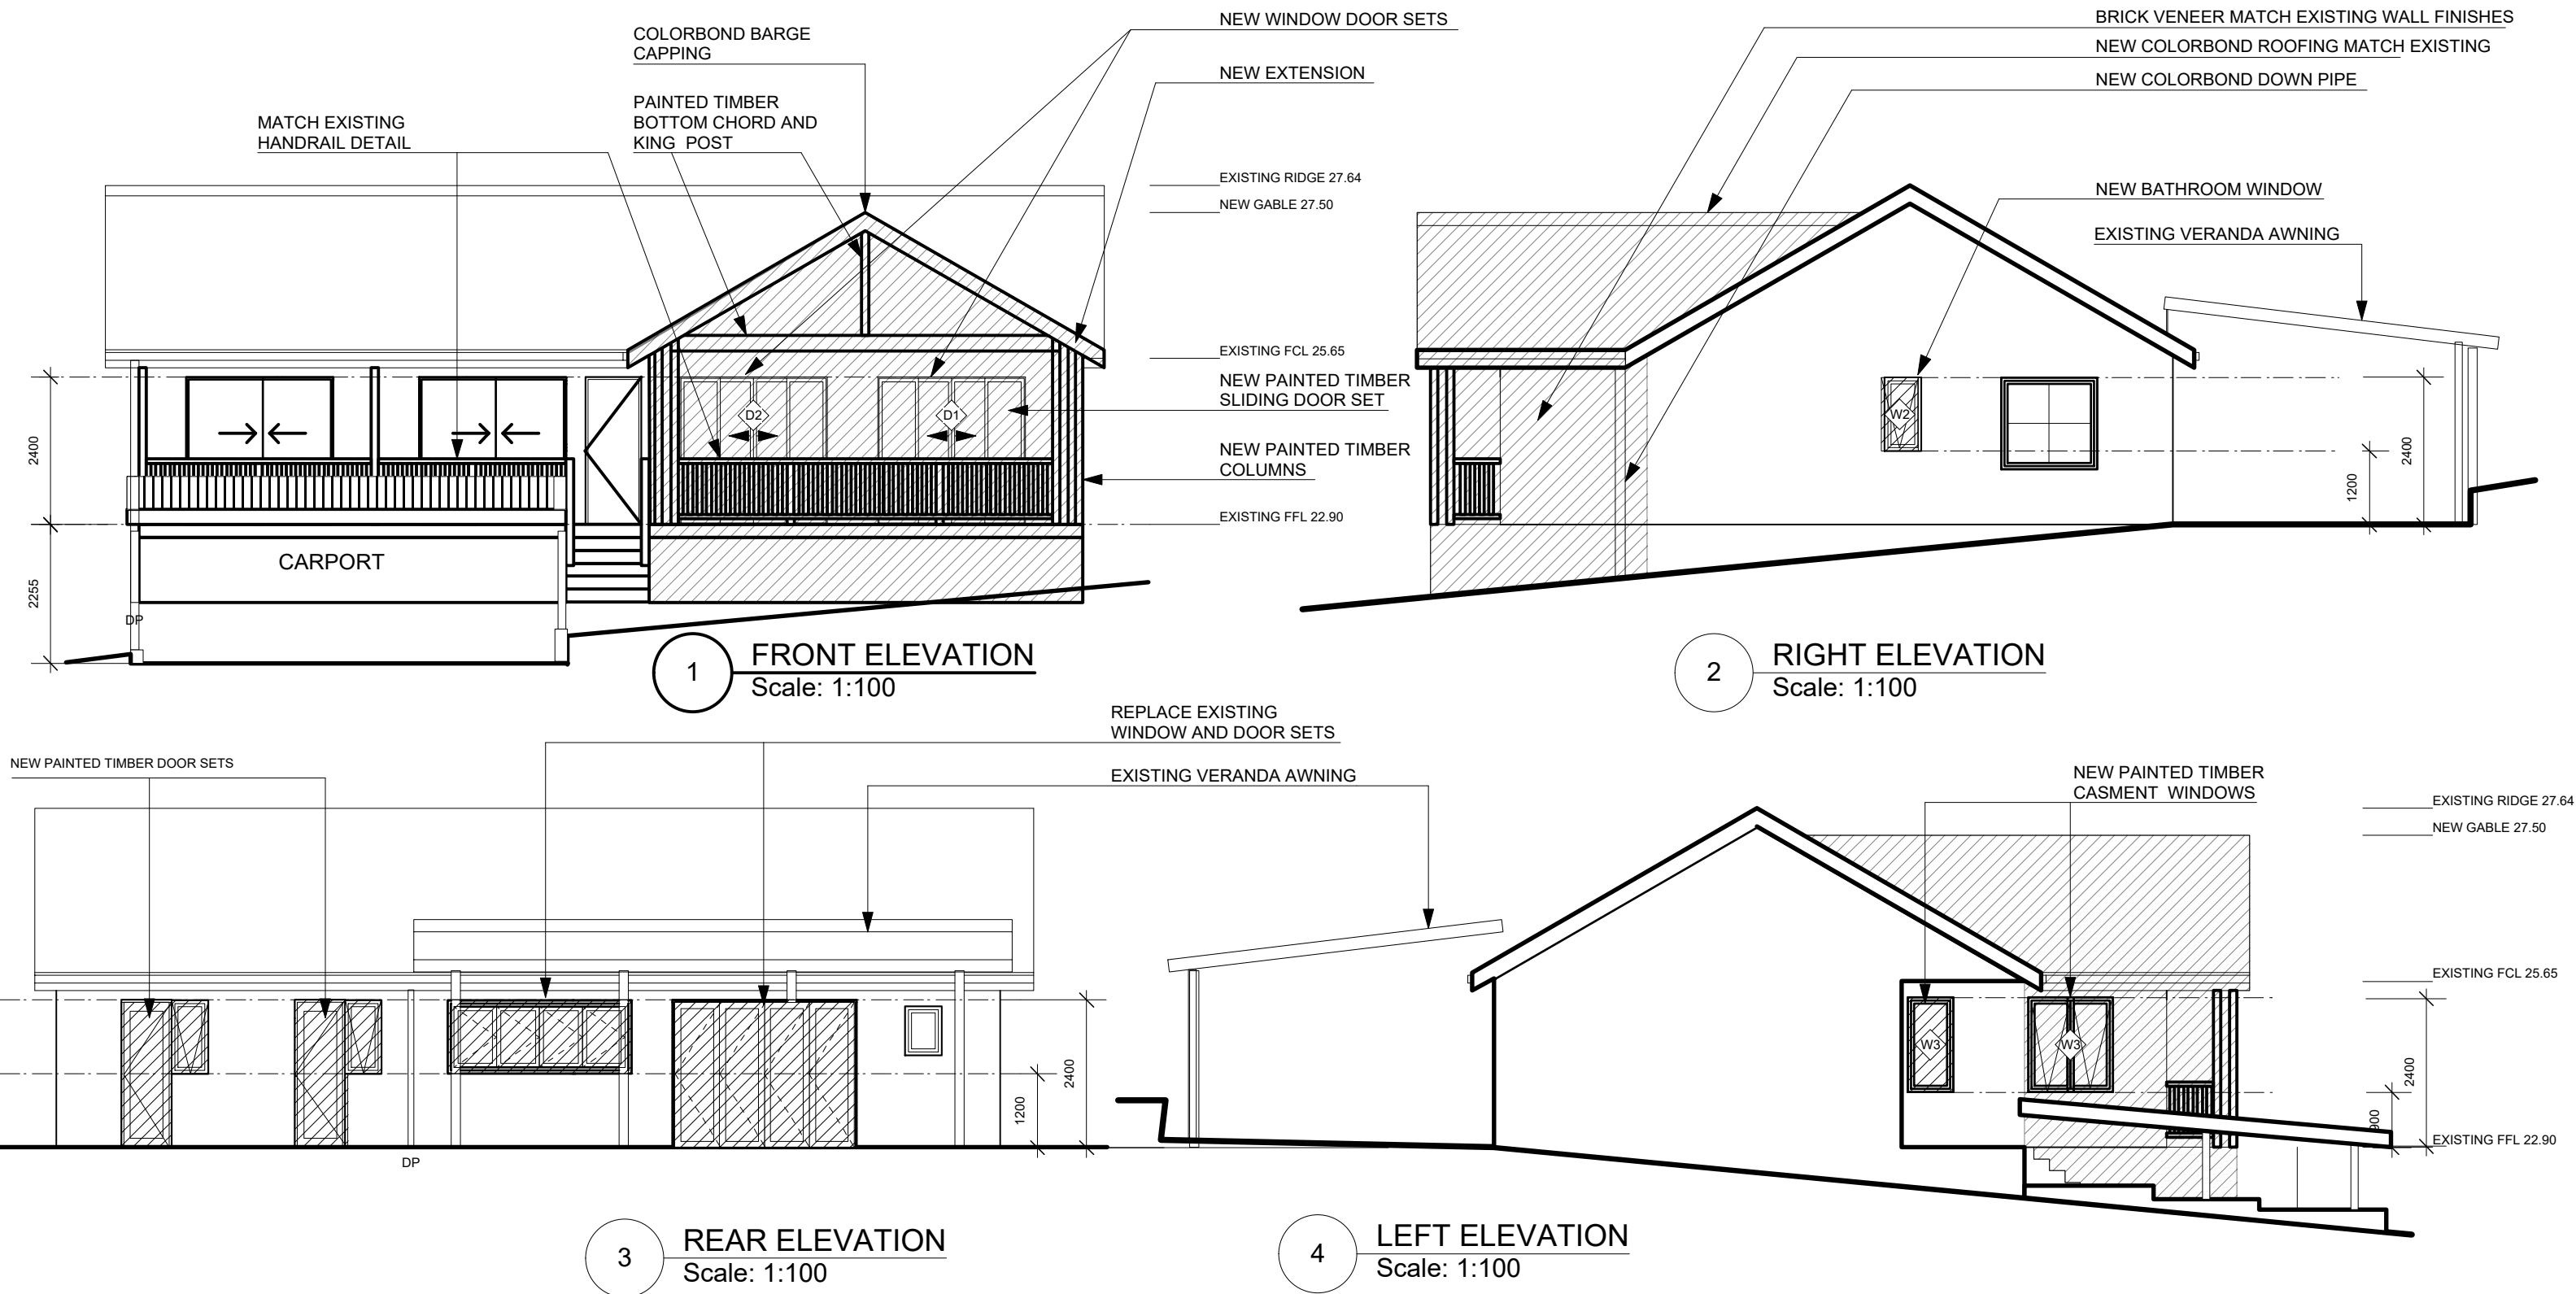 COLORBOND BARGE
CAPPING
NEW WINDOW DOOR SETS
NEW EXTENSION
PAINTED TIMBER
BOTTOM CHORD AND
KING POST
MATCH EXISTING
HANDRAIL DETAIL
EXISTING RIDGE 27.64
NEW GABLE 27.50
EXISTING FCL 25.65
NEW PAINTED TIMBER
SLIDING DOOR SET
NEW PAINTED TIMBER
COLUMNS
EXISTING FFL 22.90
D2
D1
2400
2255
CARPORT
DP
1
FRONT ELEVATION
Scale: 1:100
BRICK VENEER MATCH EXISTING WALL FINISHES
NEW COLORBOND ROOFING MATCH EXISTING
NEW COLORBOND DOWN PIPE
NEW BATHROOM WINDOW
EXISTING VERANDA AWNING
W2
1200
2400
2
RIGHT ELEVATION
Scale: 1:100
REPLACE EXISTING
WINDOW AND DOOR SETS
NEW PAINTED TIMBER DOOR SETS
EXISTING VERANDA AWNING
1200
2400
DP
3
REAR ELEVATION
Scale: 1:100
NEW PAINTED TIMBER
CASMENT WINDOWS
EXISTING RIDGE 27.64
NEW GABLE 27.50
EXISTING FCL 25.65
W3
W3
2400
900
EXISTING FFL 22.90
4
LEFT ELEVATION
Scale: 1:100